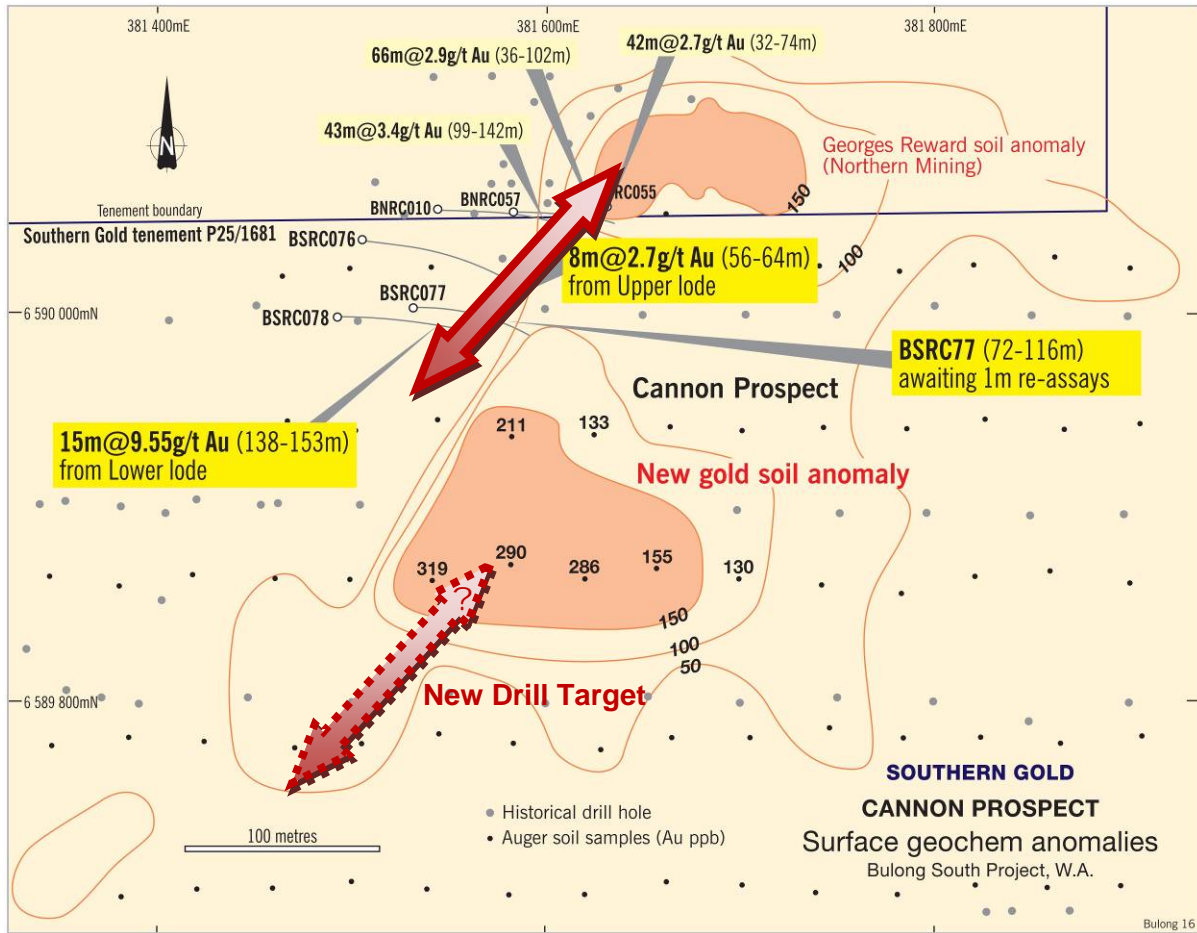 381 400mE
381 600mE
381 800mE
66m@2.9g/t Au (36-102m)
42m@2.7g/t Au (32-74m)
43m@3.4g/t Au (99-142m)
N
Georges Reward soil anomaly
(Northern Mining)
150
100
Tenement boundary
BNRC010
BNRC057
RC055
Southern Gold tenement P25/1681
BSRC076
8m@2.7g/t Au (56-64m)
from Upper lode
BSRC077
6 590 000mN
BSRC078
BSRC77 (72-116m)
awaiting 1m re-assays
Cannon Prospect
15m@9.55g/t Au (138-153m)
from Lower lode
211
133
New gold soil anomaly
319
290
286
155
130
?
150
100
50
6 589 800mN
New Drill Target
SOUTHERN GOLD
CANNON PROSPECT
Surface geochem anomalies
Bulong South Project, W.A.
Historical drill hole
Auger soil samples (Au ppb)
100 metres
Bulong 16